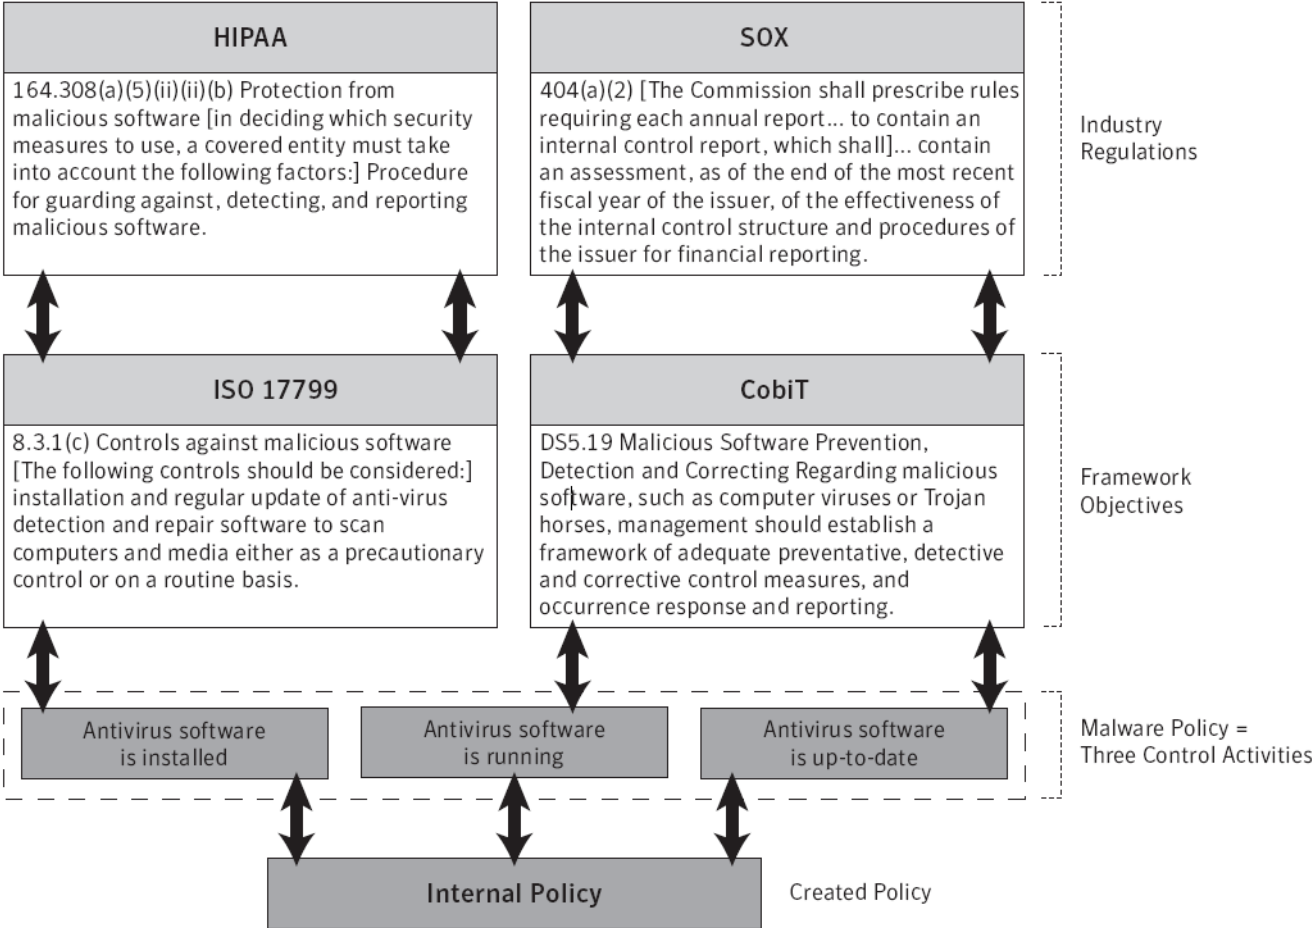 HIPAA
164.308(a)(5)(ii)(ii)(b) Protection from
malicious software [in deciding which security
measures to use, a covered entity must take
into account the following factors:] Procedure
for guarding against, detecting, and reporting
malicious software.
SOX
404(a)(2) [The Commission shall prescribe rules
requiring each annual report... to contain an
internal control report, which shall]... contain
an assessment, as of the end of the most recent
fiscal year of the issuer, of the effectiveness of
the internal control structure and procedures of
the issuer for financial reporting.
Industry
Regulations
ISO 17799
8.3.1(c) Controls against malicious software
[The following controls should be considered:]
installation and regular update of anti-virus
detection and repair software to scan
computers and media either as a precautionary
control or on a routine basis.
CobiT
DS5.19 Malicious Software Prevention,
Detection and Correcting Regarding malicious
software, such as computer viruses or Trojan
horses, management should establish a
framework of adequate preventative, detective
and corrective control measures, and
occurrence response and reporting.
Framework
Objectives
Antivirus software
is installed
Antivirus software
is running
Antivirus software
is up-to-date
Malware Policy =
Three Control Activities
Internal Policy
Created Policy